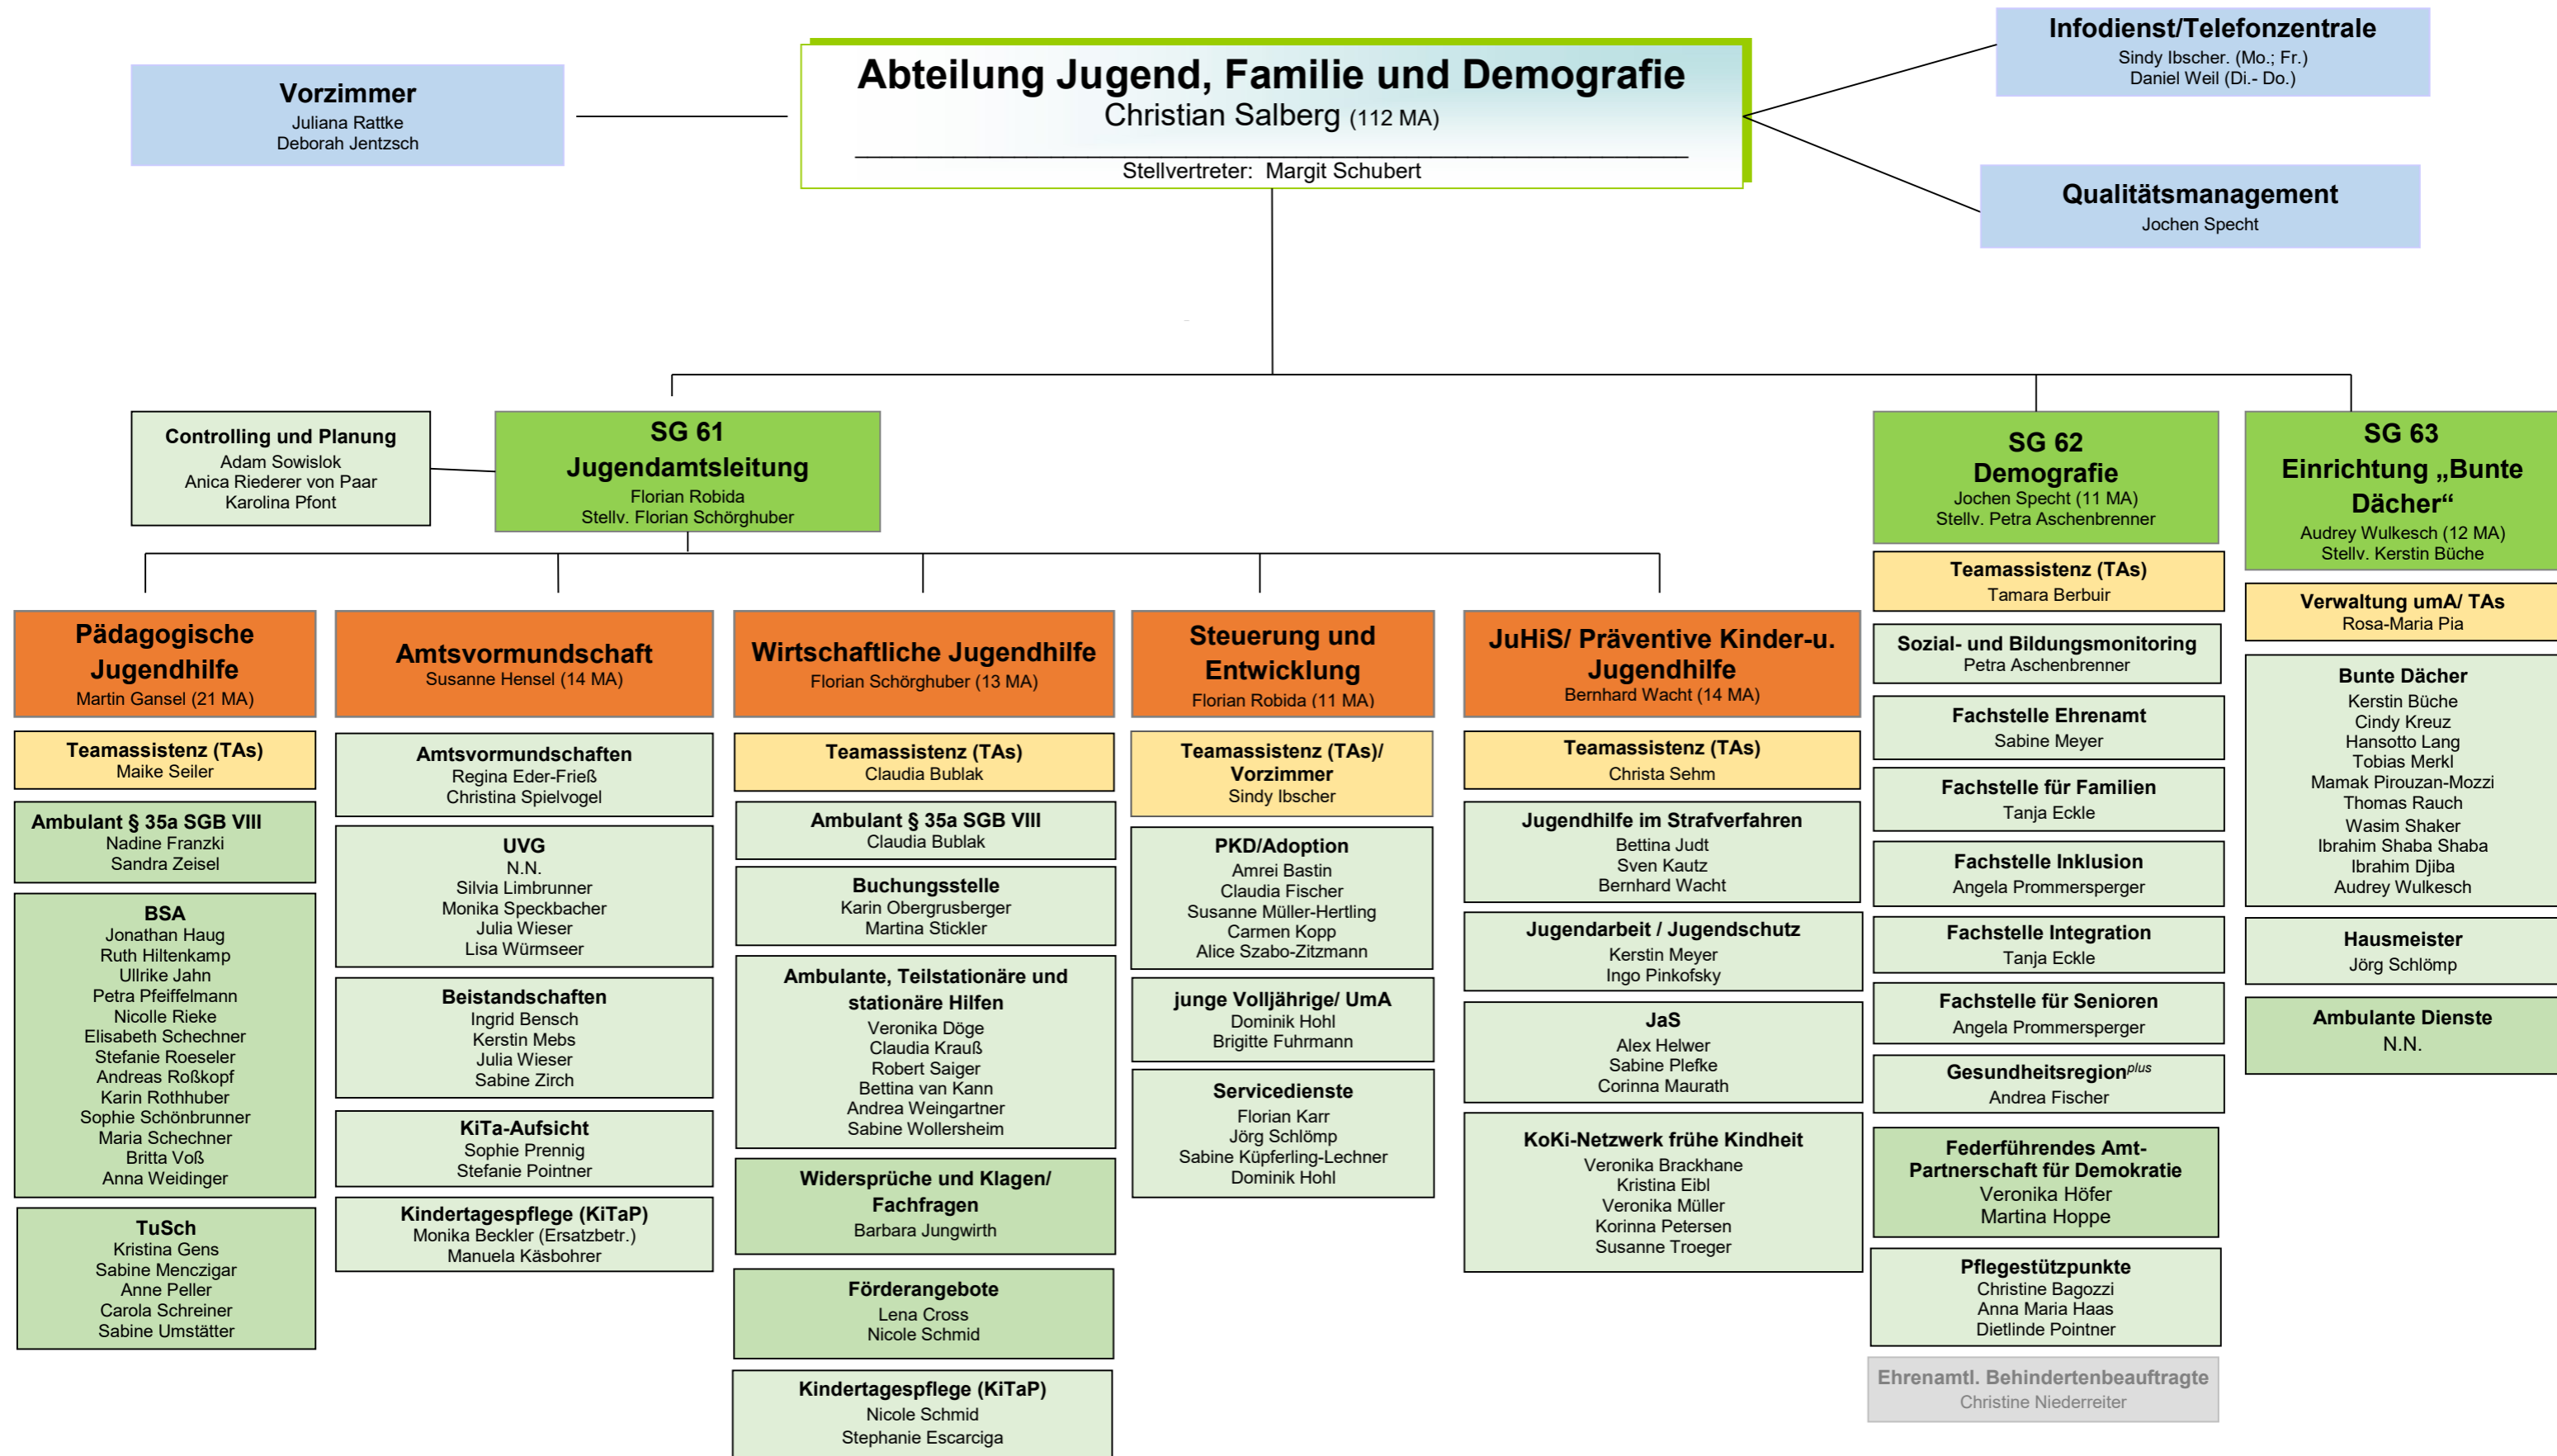 Vorzimmer
Juliana Rattke
Deborah Jentzsch
Abteilung Jugend, Familie und Demografie
Christian Salberg (112 MA)
Stellvertreter: Margit Schubert
Infodienst/Telefonzentrale
Sindy Ibscher. (Mo.; Fr.)
Daniel Weil (Di.- Do.)
Qualitätsmanagement
Jochen Specht
Controlling und Planung
Adam Sowislok
Anica Riederer von Paar
Karolina Pfont
SG 61
Jugendamtsleitung
Florian Robida
Stellv. Florian Schörghuber
Pädagogische
Jugendhilfe
Martin Gansel (21 MA)
Teamassistenz (TAs)
Maike Seiler
Ambulant § 35a SGB VIII
Nadine Franzki
Sandra Zeisel
BSA
Jonathan Haug
Ruth Hiltenkamp
Ullrike Jahn
Petra Pfeiffelmann
Nicolle Rieke
Elisabeth Schechner
Stefanie Roeseler
Andreas Roßkopf
Karin Rothhuber
Sophie Schönbrunner
Maria Schechner
Britta Voß
Anna Weidinger
TuSch
Kristina Gens
Sabine Menczigar
Anne Peller
Carola Schreiner
Sabine Umstätter
Amtsvormundschaft
Susanne Hensel (14 MA)
Amtsvormundschaften
Regina Eder-Frieß
Christina Spielvogel
UVG
N.N.
Silvia Limbrunner
Monika Speckbacher
Julia Wieser
Lisa Würmseer
Beistandschaften
Ingrid Bensch
Kerstin Mebs
Julia Wieser
Sabine Zirch
KiTa-Aufsicht
Sophie Prennig
Stefanie Pointner
Kindertagespflege (KiTaP)
Monika Beckler (Ersatzbetr.)
Manuela Käsbohrer
Wirtschaftliche Jugendhilfe
Florian Schörghuber (13 MA)
Teamassistenz (TAs)
Claudia Bublak
Ambulant § 35a SGB VIII
Claudia Bublak
Buchungsstelle
Karin Obergrusberger
Martina Stickler
Ambulante, Teilstationäre und
stationäre Hilfen
Veronika Döge
Claudia Krauß
Robert Saiger
Bettina van Kann
Andrea Weingartner
Sabine Wollersheim
Widersprüche und Klagen/
Fachfragen
Barbara Jungwirth
Förderangebote
Lena Cross
Nicole Schmid
Kindertagespflege (KiTaP)
Nicole Schmid
Stephanie Escarciga
Steuerung und
Entwicklung
Florian Robida (11 MA)
Teamassistenz (TAs)/
Vorzimmer
Sindy Ibscher
PKD/Adoption
Amrei Bastin
Claudia Fischer
Susanne Müller-Hertling
Carmen Kopp
Alice Szabo-Zitzmann
junge Volljährige/ UmA
Dominik Hohl
Brigitte Fuhrmann
Servicedienste
Florian Karr
Jörg Schlömp
Sabine Küpferling-Lechner
Dominik Hohl
JuHiS/ Präventive Kinder-u.
Jugendhilfe
Bernhard Wacht (14 MA)
Teamassistenz (TAs)
Christa Sehm
Jugendhilfe im Strafverfahren
Bettina Judt
Sven Kautz
Bernhard Wacht
Jugendarbeit / Jugendschutz
Kerstin Meyer
Ingo Pinkofsky
JaS
Alex Helwer
Sabine Plefke
Corinna Maurath
KoKi-Netzwerk frühe Kindheit
Veronika Brackhane
Kristina Eibl
Veronika Müller
Korinna Petersen
Susanne Troeger
SG 62
Demografie
Jochen Specht (11 MA)
Stellv. Petra Aschenbrenner
Teamassistenz (TAs)
Tamara Berbuir
Sozial- und Bildungsmonitoring
Petra Aschenbrenner
Fachstelle Ehrenamt
Sabine Meyer
Fachstelle für Familien
Tanja Eckle
Fachstelle Inklusion
Angela Prommersperger
Fachstelle Integration
Tanja Eckle
Fachstelle für Senioren
Angela Prommersperger
Gesundheitsregionplus
Andrea Fischer
Federführendes Amt-
Partnerschaft für Demokratie
Veronika Höfer
Martina Hoppe
Pflegestützpunkte
Christine Bagozzi
Anna Maria Haas
Dietlinde Pointner
Ehrenamtl. Behindertenbeauftragte
Christine Niederreiter
SG 63
Einrichtung „Bunte
Dächer“
Audrey Wulkesch (12 MA)
Stellv. Kerstin Büche
Verwaltung umA/ TAs
Rosa-Maria Pia
Bunte Dächer
Kerstin Büche
Cindy Kreuz
Hansotto Lang
Tobias Merkl
Mamak Pirouzan-Mozzi
Thomas Rauch
Wasim Shaker
Ibrahim Shaba Shaba
Ibrahim Djiba
Audrey Wulkesch
Hausmeister
Jörg Schlömp
Ambulante Dienste
N.N.